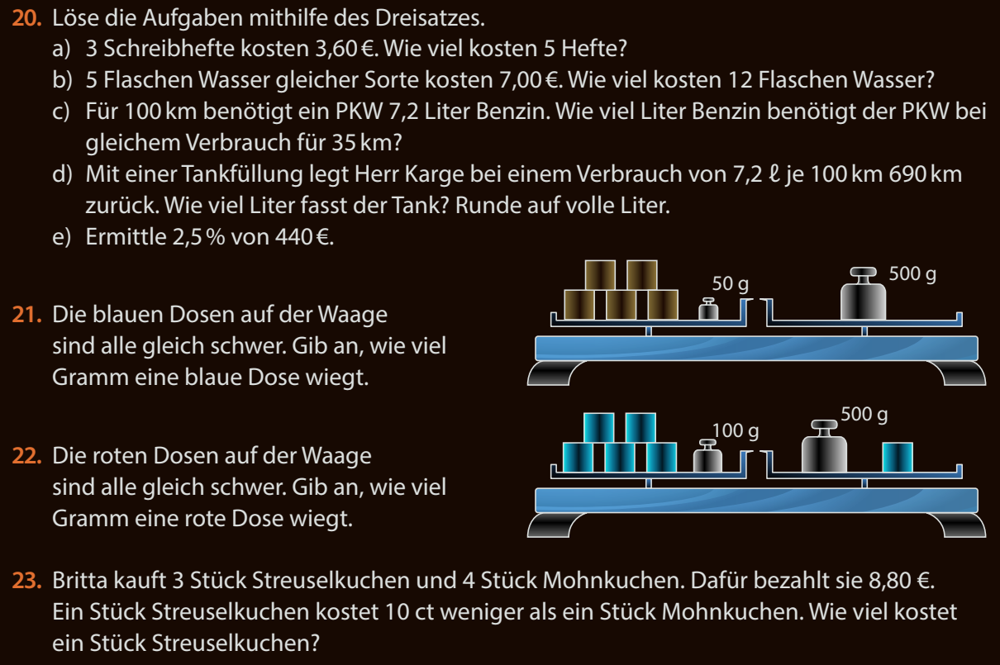 20. Löse die Aufgaben mithilfe des Dreisatzes.
a) 3 Schreibhefte kosten 3,60 €. Wie viel kosten 5 Hefte?
b) 5 Flaschen Wasser gleicher Sorte kosten 7,00 €. Wie viel kosten 12 Flaschen Wasser?
c) Für 100 km benötigt ein PKW 7,2 Liter Benzin. Wie viel Liter Benzin benötigt der PKW bei
gleichem Verbrauch für 35 km?
d) Mit einer Tankfüllung legt Herr Karge bei einem Verbrauch von 7,2 ℓ je 100 km 690 km
zurück. Wie viel Liter fasst der Tank? Runde auf volle Liter.
e) Ermittle 2,5 % von 440 €.
50 g
500 g
21. Die blauen Dosen auf der Waage
sind alle gleich schwer. Gib an, wie viel
Gramm eine blaue Dose wiegt.
100 g
500 g
22. Die roten Dosen auf der Waage
sind alle gleich schwer. Gib an, wie viel
Gramm eine rote Dose wiegt.
23. Britta kauft 3 Stück Streuselkuchen und 4 Stück Mohnkuchen. Dafür bezahlt sie 8,80 €.
Ein Stück Streuselkuchen kostet 10 ct weniger als ein Stück Mohnkuchen. Wie viel kostet
ein Stück Streuselkuchen?